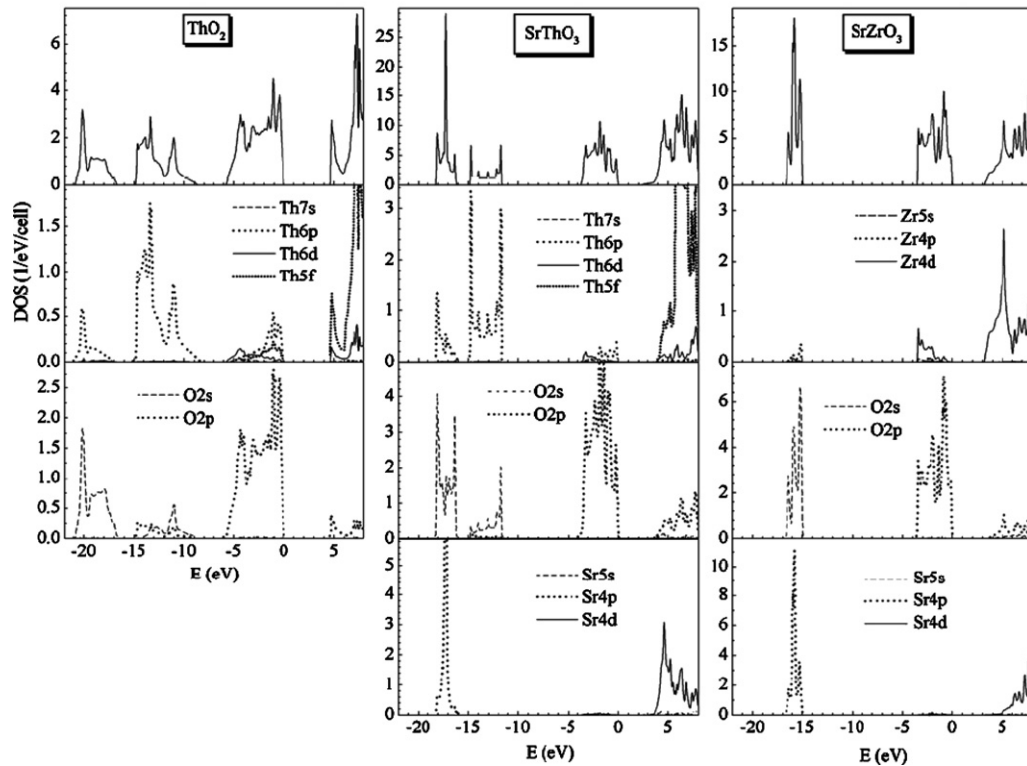 ThO2
SrThO3
SrZrO3
DOS (1/eV/cell)
6
4
2
0
25
20
15
10
5
0
15
10
5
0
1.5
1.0
0.5
0.0
Th7s
Th6p
Th6d
Th5f
3
2
1
0
Th7s
Th6p
Th6d
Th5f
3
2
1
0
Zr5s
Zr4p
Zr4d
2.5
2.0
1.5
1.0
0.5
0.0
O2s
O2p
-20 -15 -10 -5 0 5
E (eV)
4
3
2
1
0
O2s
O2p
6
4
2
0
O2s
O2p
5
4
3
2
1
0
Sr5s
Sr4p
Sr4d
-20 -15 -10 -5 0 5
E (eV)
10
8
6
4
2
0
Sr5s
Sr4p
Sr4d
-20 -15 -10 -5 0 5
E (eV)